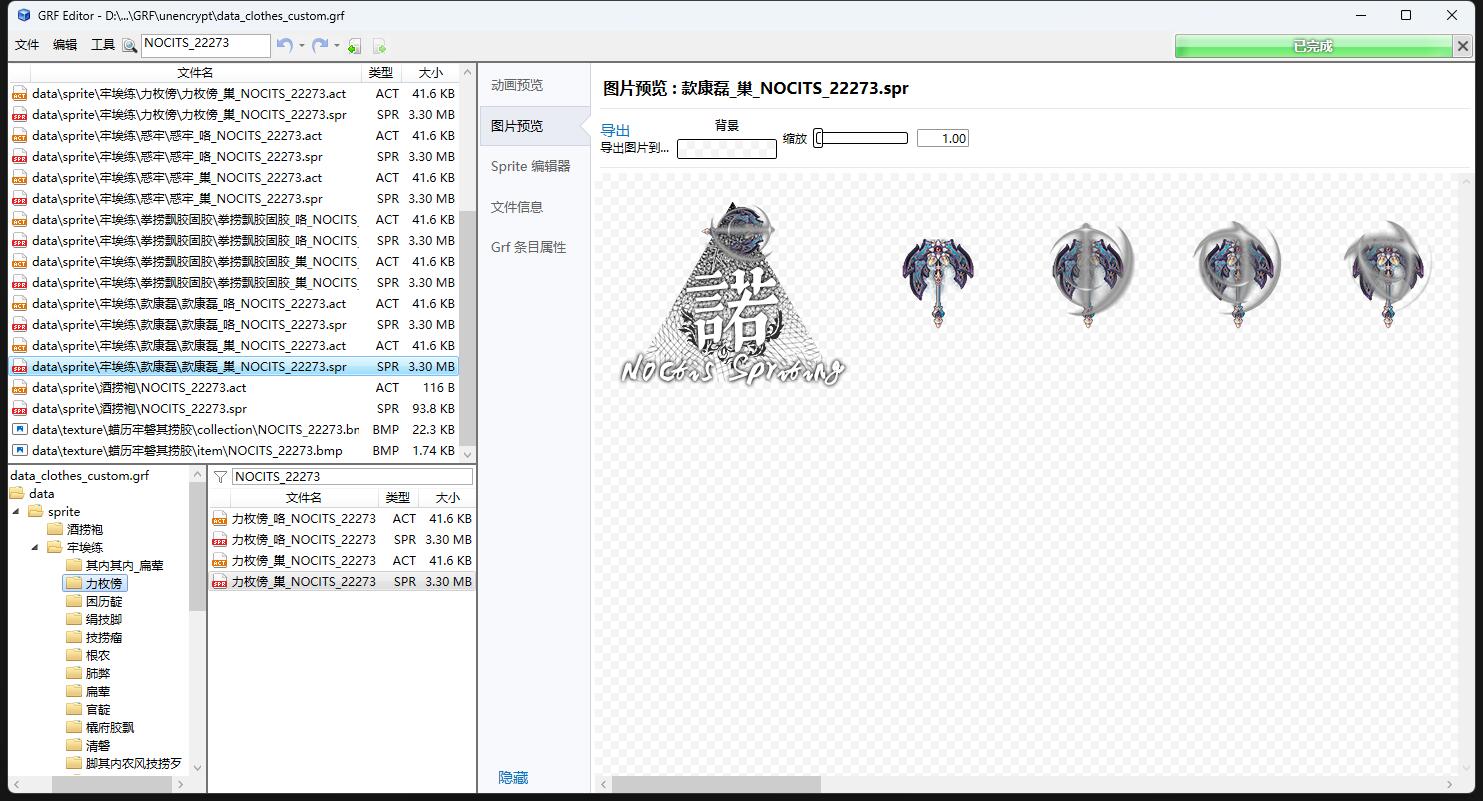 GRF Editor - D:\...\GRF\unencrypt\data_clothes_custom.grf
文件 编辑 工具 NOCITS_22273 已完成
文件名 类型 大小
data\sprite\牢埃练\力枚傍\力枚傍_巢_NOCITS_22273.act ACT 41.6 KB
data\sprite\牢埃练\力枚傍\力枚傍_巢_NOCITS_22273.spr SPR 3.30 MB
data\sprite\牢埃练\惑牢\惑牢_咯_NOCITS_22273.act ACT 41.6 KB
data\sprite\牢埃练\惑牢\惑牢_咯_NOCITS_22273.spr SPR 3.30 MB
data\sprite\牢埃练\惑牢\惑牢_巢_NOCITS_22273.act ACT 41.6 KB
data\sprite\牢埃练\惑牢\惑牢_巢_NOCITS_22273.spr SPR 3.30 MB
data\sprite\牢埃练\峚捞飘胶固胶\峚捞飘胶固胶_咯_NOCITS_ ACT 41.6 KB
data\sprite\牢埃练\峚捞飘胶固胶\峚捞飘胶固胶_咯_NOCITS_ SPR 3.30 MB
data\sprite\牢埃练\峚捞飘胶固胶\峚捞飘胶固胶_巢_NOCITS_ ACT 41.6 KB
data\sprite\牢埃练\峚捞飘胶固胶\峚捞飘胶固胶_巢_NOCITS_ SPR 3.30 MB
data\sprite\牢埃练\款康磊\款康磊_咯_NOCITS_22273.act ACT 41.6 KB
data\sprite\牢埃练\款康磊\款康磊_咯_NOCITS_22273.spr SPR 3.30 MB
data\sprite\牢埃练\款康磊\款康磊_巢_NOCITS_22273.act ACT 41.6 KB
data\sprite\牢埃练\款康磊\款康磊_巢_NOCITS_22273.spr SPR 3.30 MB
data\sprite\酒捞袍\NOCITS_22273.act ACT 116 B
data\sprite\酒捞袍\NOCITS_22273.spr SPR 93.8 KB
data\texture\蜡历牢磐其捞胶\collection\NOCITS_22273.bn BMP 22.3 KB
data\texture\蜡历牢磐其捞胶\item\NOCITS_22273.bmp BMP 1.74 KB
data_clothes_custom.grf
data
sprite
酒捞袍
牢埃练
其内其内_扁荤
力枚傍
困历靛
绢技脚
技捞瘤
根农
肺弊
扁荤
官靛
橇府胶飘
清磐
脚其内农风技捞歹
NOCITS_22273
文件名 类型 大小
力枚傍_咯_NOCITS_22273 ACT 41.6 KB
力枚傍_咯_NOCITS_22273 SPR 3.30 MB
力枚傍_巢_NOCITS_22273 ACT 41.6 KB
力枚傍_巢_NOCITS_22273 SPR 3.30 MB
动画预览
图片预览
Sprite 编辑器
文件信息
Grf 条目属性
隐藏
图片预览 : 款康磊_巢_NOCITS_22273.spr
导出
导出图片到...
背景
缩放 1.00
諾
NOCtis Spriting